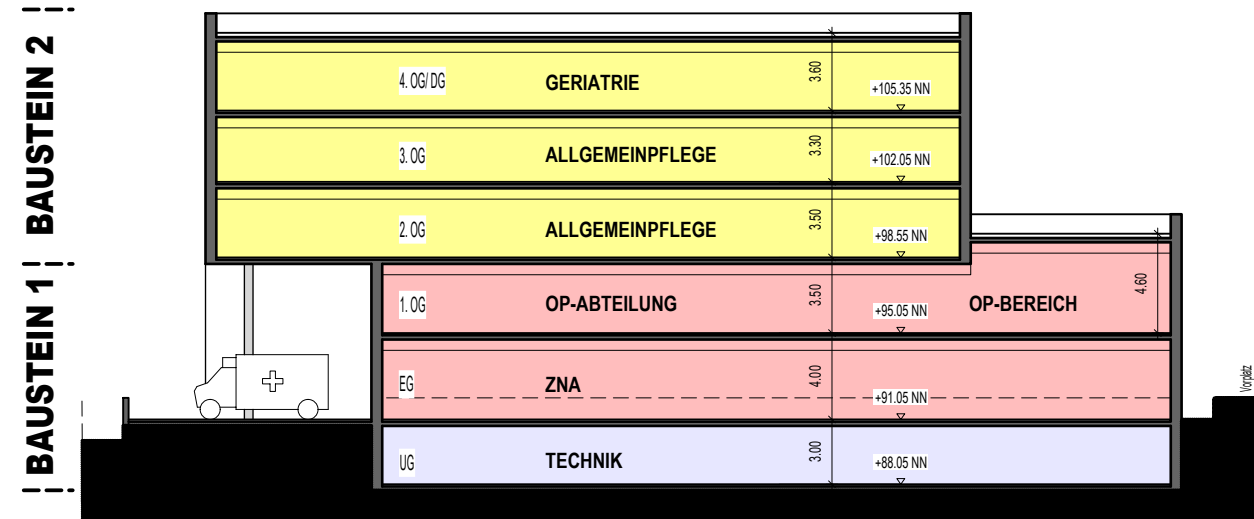 BAUSTEIN 2
4. OG/ DG GERIATRIE 3.60 +105.35 NN
3. OG ALLGEMEINPFLEGE 3.30 +102.05 NN
2. OG ALLGEMEINPFLEGE 3.50 +98.55 NN
BAUSTEIN 1
1. OG OP-ABTEILUNG 3.50 +95.05 NN OP-BEREICH 4.60
EG ZNA 4.00 +91.05 NN
Vorplatz
UG TECHNIK 3.00 +88.05 NN